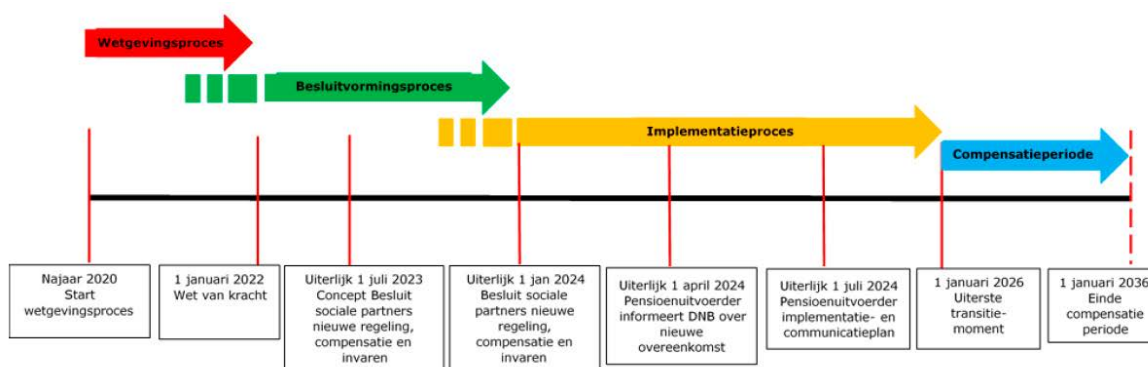 Wetgevingsproces
Besluitvormingsproces
Implementatieproces
Compensatieperiode
Najaar 2020
Start
wetgevingsproces
1 januari 2022
Wet van kracht
Uiterlijk 1 juli 2023
Concept Besluit
sociale partners
nieuwe regeling,
compensatie en
invaren
Uiterlijk 1 jan 2024
Besluit sociale
partners nieuwe
regeling,
compensatie en
invaren
Uiterlijk 1 april 2024
Pensioenuitvoerder
informeert DNB over
nieuwe
overeenkomst
Uiterlijk 1 juli 2024
Pensioenuitvoerder
implementatie- en
communicatieplan
1 januari 2026
Uiterste
transitie-
moment
1 januari 2036
Einde
compensatie
periode